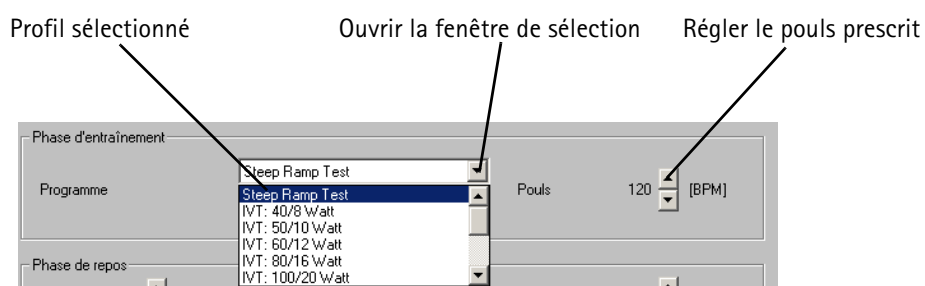 Profil sélectionné Ouvrir la fenêtre de sélection Régler le pouls prescrit
Phase d'entraînement
Steep Ramp Test
Programme Steep Ramp Test Pouls 120 [BPM]
IVT: 40/8 Watt
IVT: 50/10 Watt
IVT: 60/12 Watt
IVT: 80/16 Watt
Phase de repos
IVT: 100/20 Watt